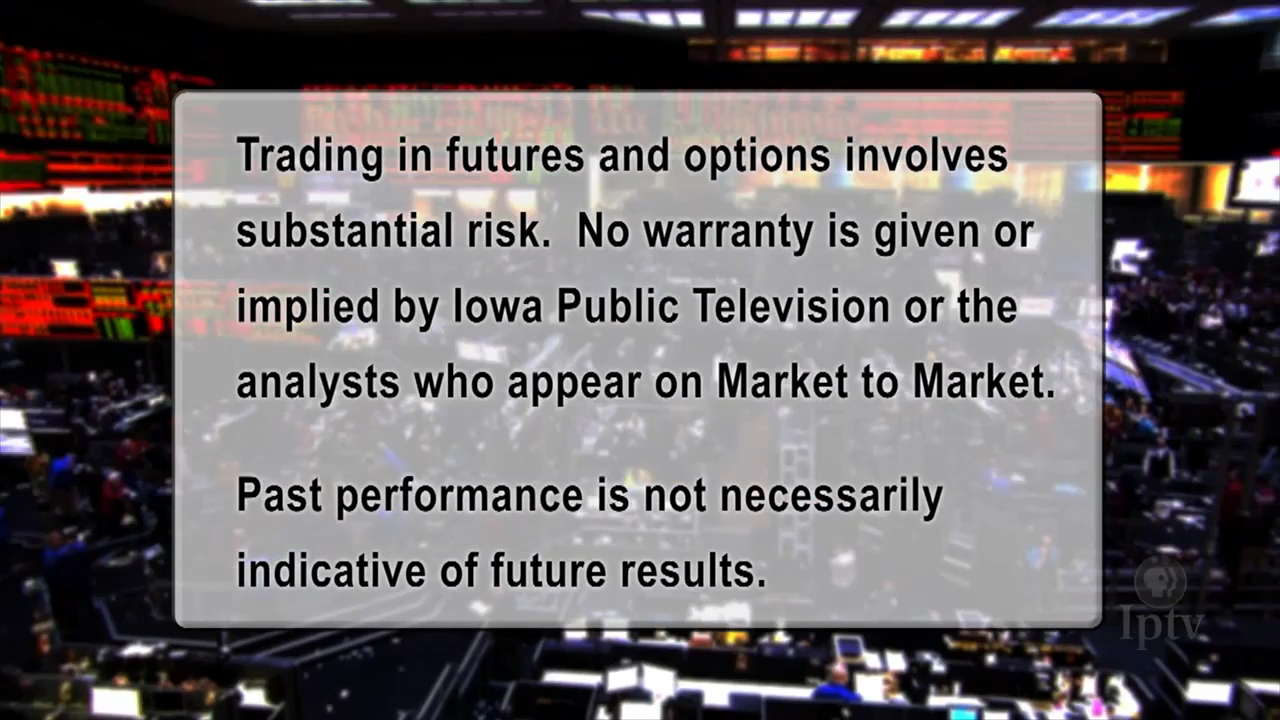 Trading in futures and options involves
substantial risk.  No warranty is given or
implied by Iowa Public Television or the
analysts who appear on Market to Market.
Past performance is not necessarily
indicative of future results.
Iptv